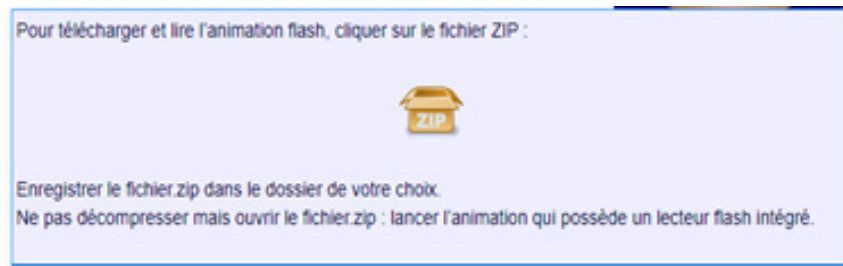 Pour télécharger et lire l'animation flash, cliquer sur le fichier ZIP :
ZIP
Enregistrer le fichier.zip dans le dossier de votre choix.
Ne pas décompresser mais ouvrir le fichier.zip : lancer l'animation qui possède un lecteur flash intégré.